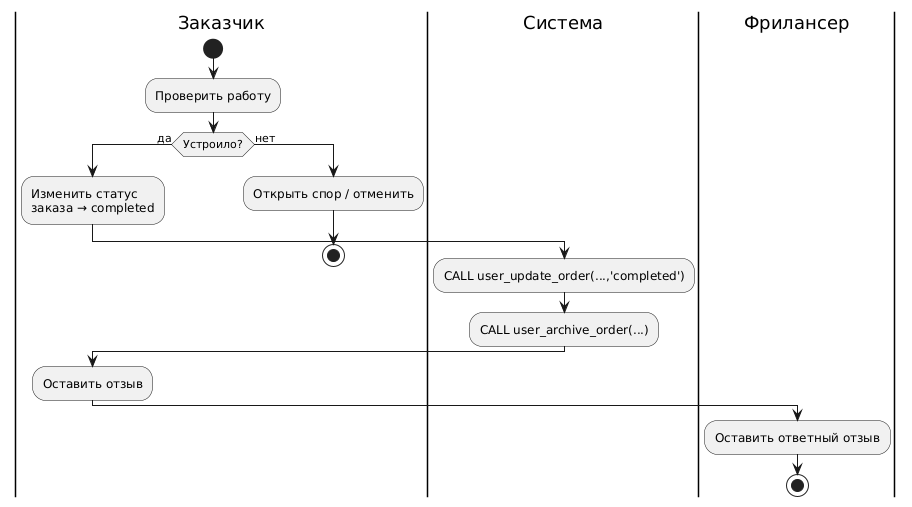 Заказчик
Система
Фрилансер
Проверить работу
да
Устроило?
нет
Изменить статус
заказа → completed
Открыть спор / отменить
CALL user_update_order(...,'completed')
CALL user_archive_order(...)
Оставить отзыв
Оставить ответный отзыв